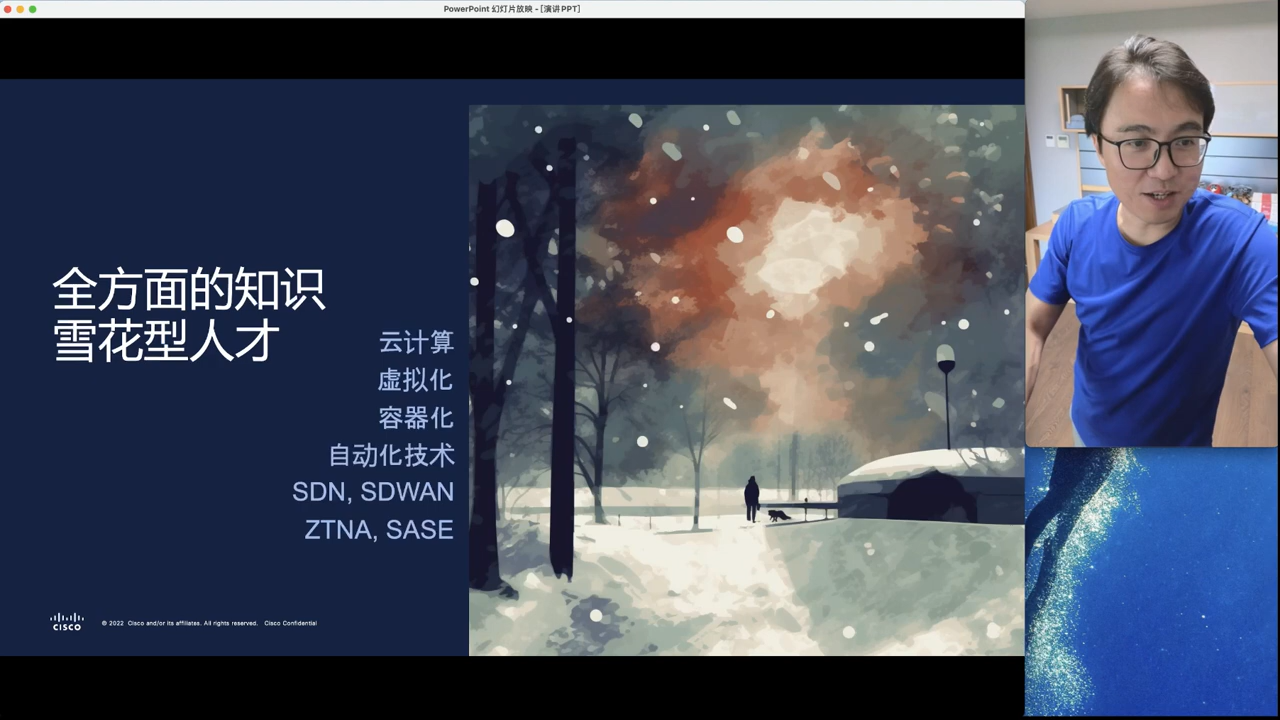 PowerPoint 幻灯片放映 - [演讲PPT]
全方面的知识
雪花型人才
云计算
虚拟化
容器化
自动化技术
SDN, SDWAN
ZTNA, SASE
CISCO
© 2022 Cisco and/or its affiliates. All rights reserved. Cisco Confidential